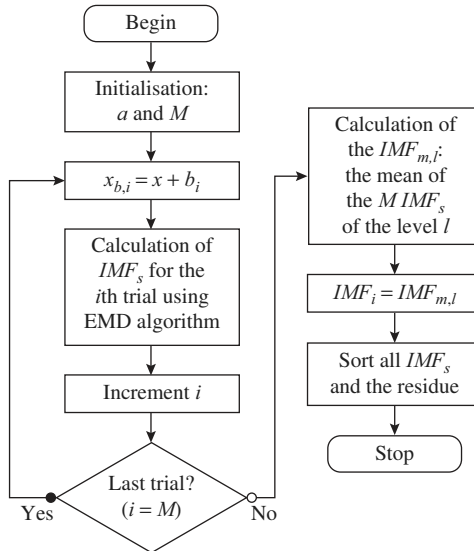 Begin
Initialisation:
a and M
x_{b,i} = x + b_i
Calculation of
IMF_s for the
ith trial using
EMD algorithm
Increment i
Last trial?
(i = M)
Yes
No
Calculation of
the IMF_{m,l}:
the mean of
the M IMF_s
of the level l
IMF_i = IMF_{m,l}
Sort all IMF_s
and the residue
Stop